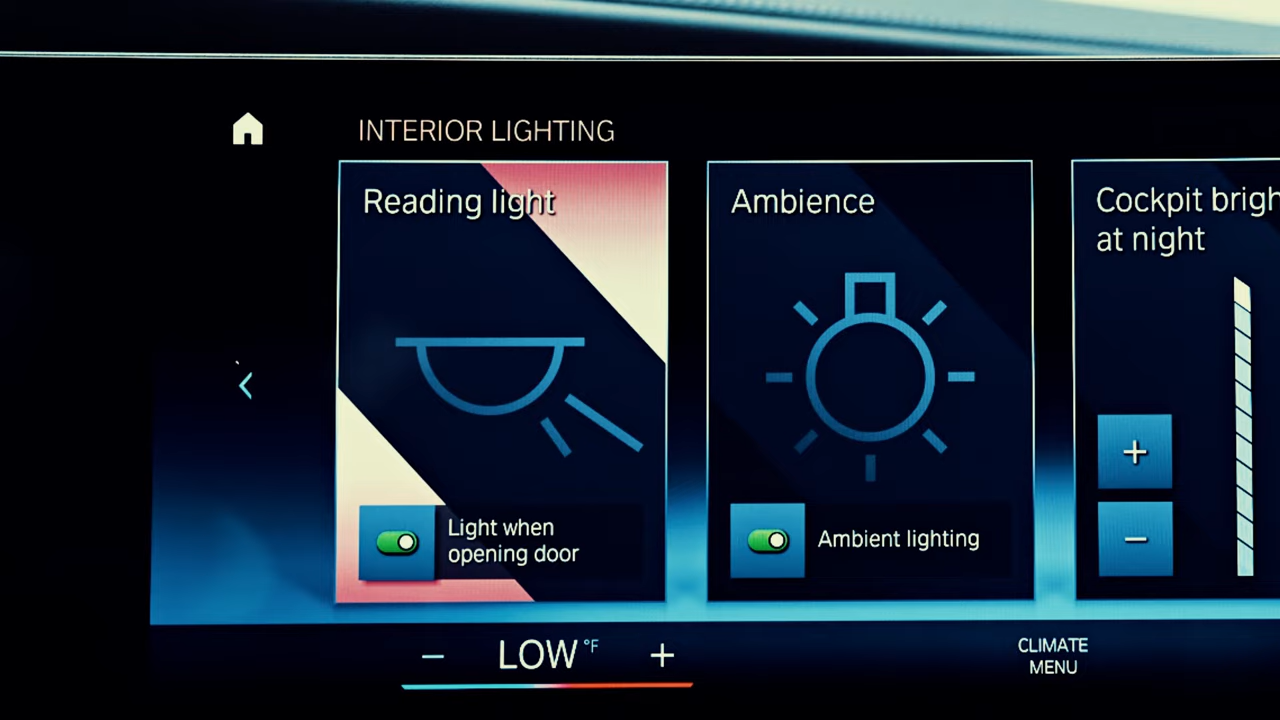 INTERIOR LIGHTING
Reading light
Light when
opening door
Ambience
Ambient lighting
Cockpit brigh
at night
+
−
− LOW °F +
CLIMATE
MENU